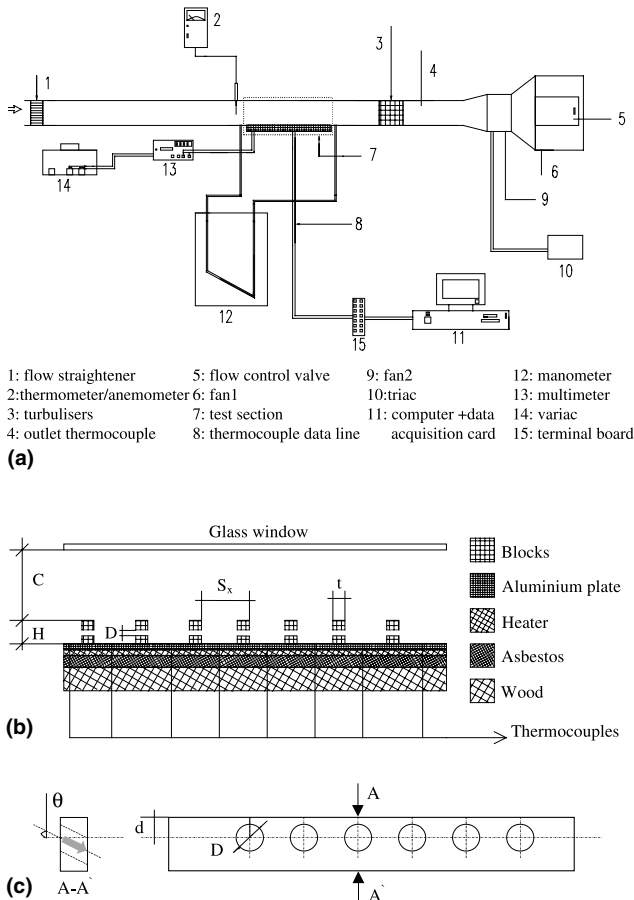 1
2
3
4
5
6
7
8
9
10
11
12
13
14
15
1: flow straightener 5: flow control valve 9: fan2 12: manometer
2:thermometer/anemometer 6: fan1 10:triac 13: multimeter
3: turbulisers 7: test section 11: computer +data 14: variac
4: outlet thermocouple 8: thermocouple data line acquisition card 15: terminal board
(a)
Glass window
C
H
D
Sx
t
Blocks
Aluminium plate
Heater
Asbestos
Wood
Thermocouples
(b)
θ
A-A`
d
D
A
A`
(c)